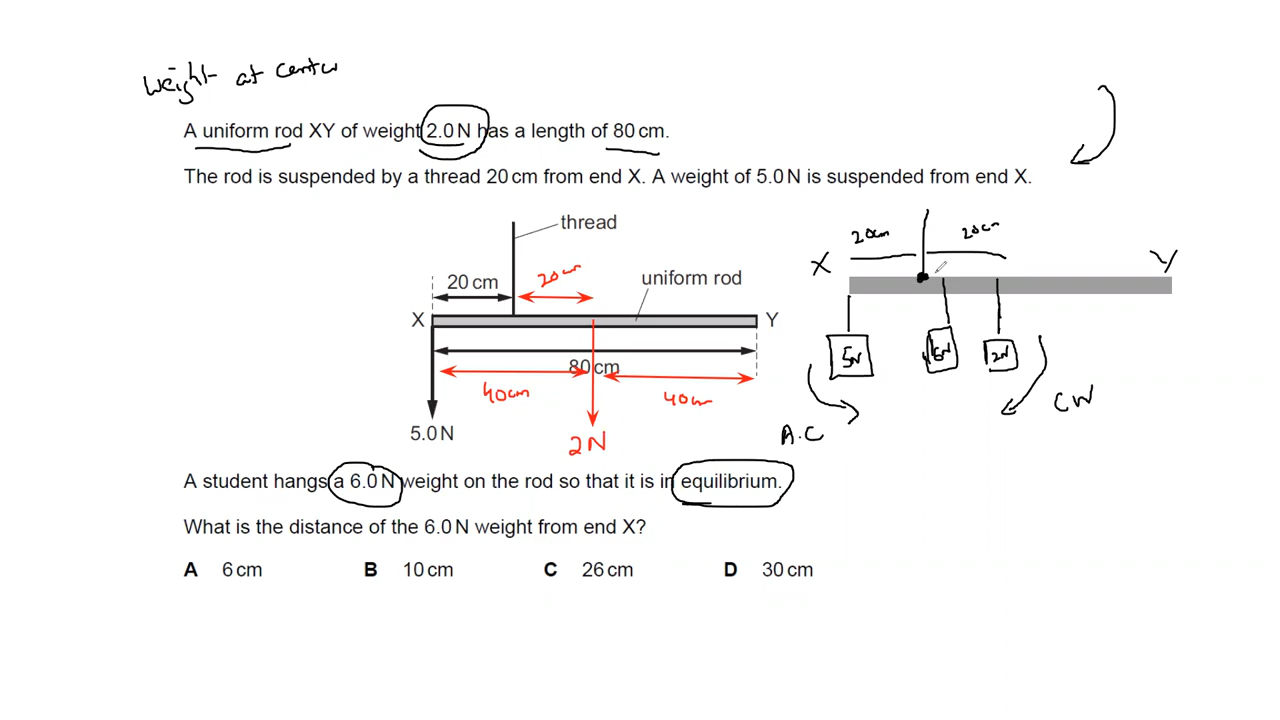 Weight at center
A uniform rod XY of weight 2.0 N has a length of 80 cm.
The rod is suspended by a thread 20 cm from end X. A weight of 5.0 N is suspended from end X.
thread
20 cm
20cm
uniform rod
X
Y
80 cm
40cm
40cm
5.0 N
2N
20cm
20cm
X
Y
5N
6N
2N
A.C
CW
A student hangs a 6.0 N weight on the rod so that it is in equilibrium.
What is the distance of the 6.0 N weight from end X?
A 6 cm B 10 cm C 26 cm D 30 cm